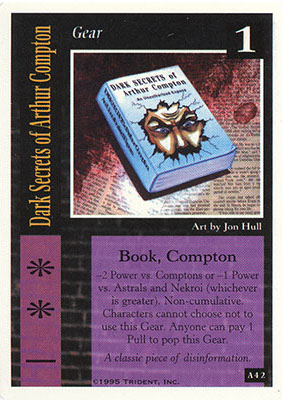 Gear
1
Dark Secrets of Arthur Compton
DARK SECRETS of
ARTHUR COMPTON
An Unauthorized Expose
Art by Jon Hull
Book, Compton
–2 Power vs. Comptons or –1 Power
vs. Astrals and Nekroi (whichever
is greater). Non-cumulative.
Characters cannot choose not to
use this Gear. Anyone can pay 1
Pull to pop this Gear.
A classic piece of disinformation.
A42
©1995 TRIDENT, INC.